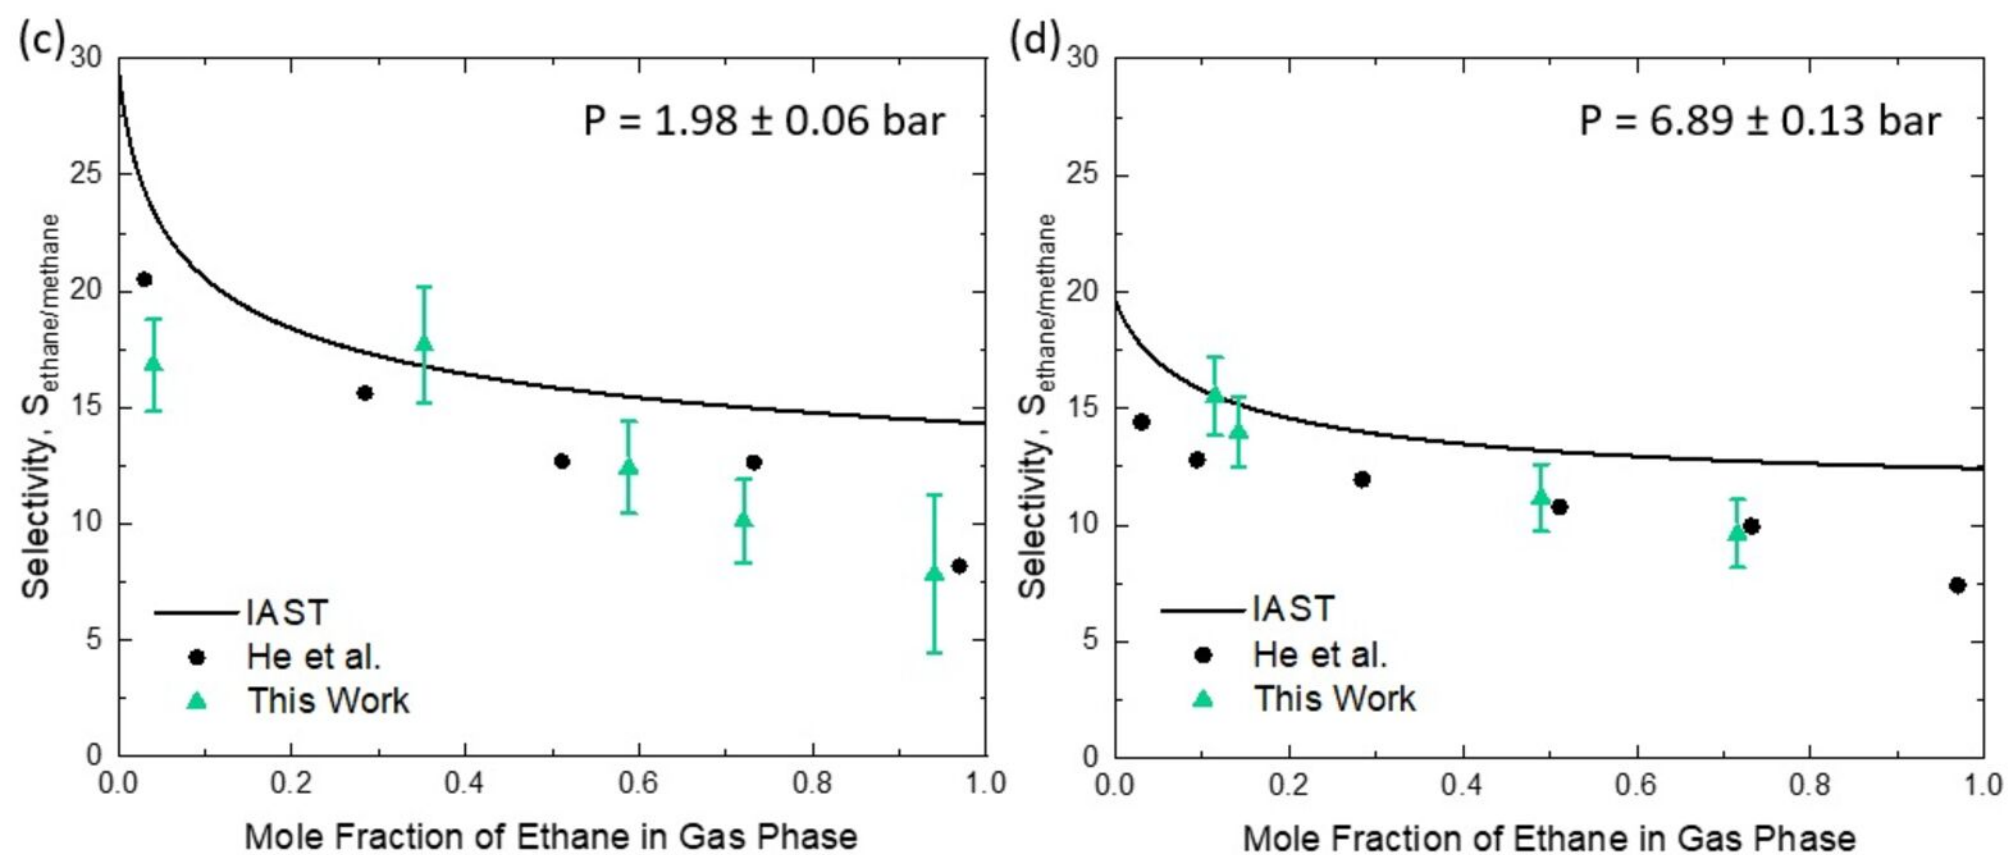 (c)
30
25
20
15
10
5
0
Selectivity, S ethane/methane
P = 1.98 ± 0.06 bar
IAST
He et al.
This Work
0.0 0.2 0.4 0.6 0.8 1.0
Mole Fraction of Ethane in Gas Phase
(d)
30
25
20
15
10
5
0
Selectivity, S ethane/methane
P = 6.89 ± 0.13 bar
IAST
He et al.
This Work
0.0 0.2 0.4 0.6 0.8 1.0
Mole Fraction of Ethane in Gas Phase